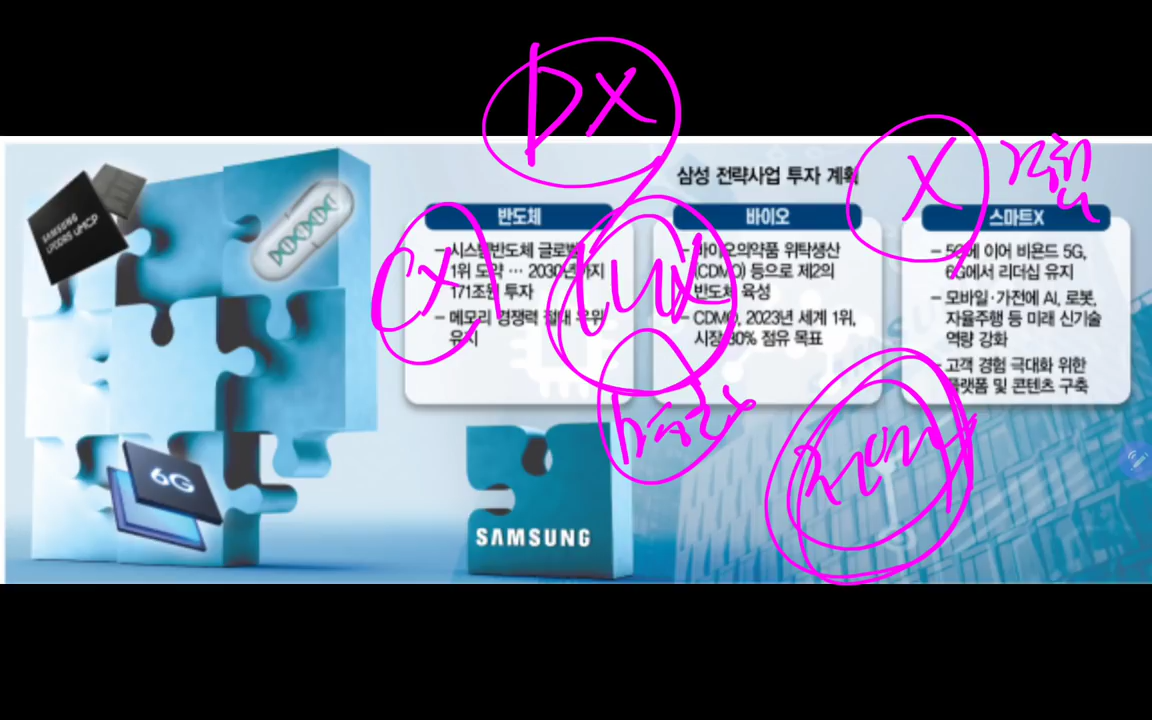 DX
삼성 전략사업 투자 계획
X 경험
SAMSUNG
LPDDR5 uMCP
반도체
– 시스템반도체 글로벌
1위 도약 … 2030년까지
171조원 투자
– 메모리 경쟁력 절대 우위
유지
CX
바이오
– 바이오의약품 위탁생산
(CDMO) 등으로 제2의
반도체 육성
– CDMO, 2023년 세계 1위,
시장 30% 점유 목표
스마트X
– 5G에 이어 비욘드 5G,
6G에서 리더십 유지
– 모바일·가전에 AI, 로봇,
자율주행 등 미래 신기술
역량 강화
– 고객 경험 극대화 위한
플랫폼 및 콘텐츠 구축
6G
SAMSUNG